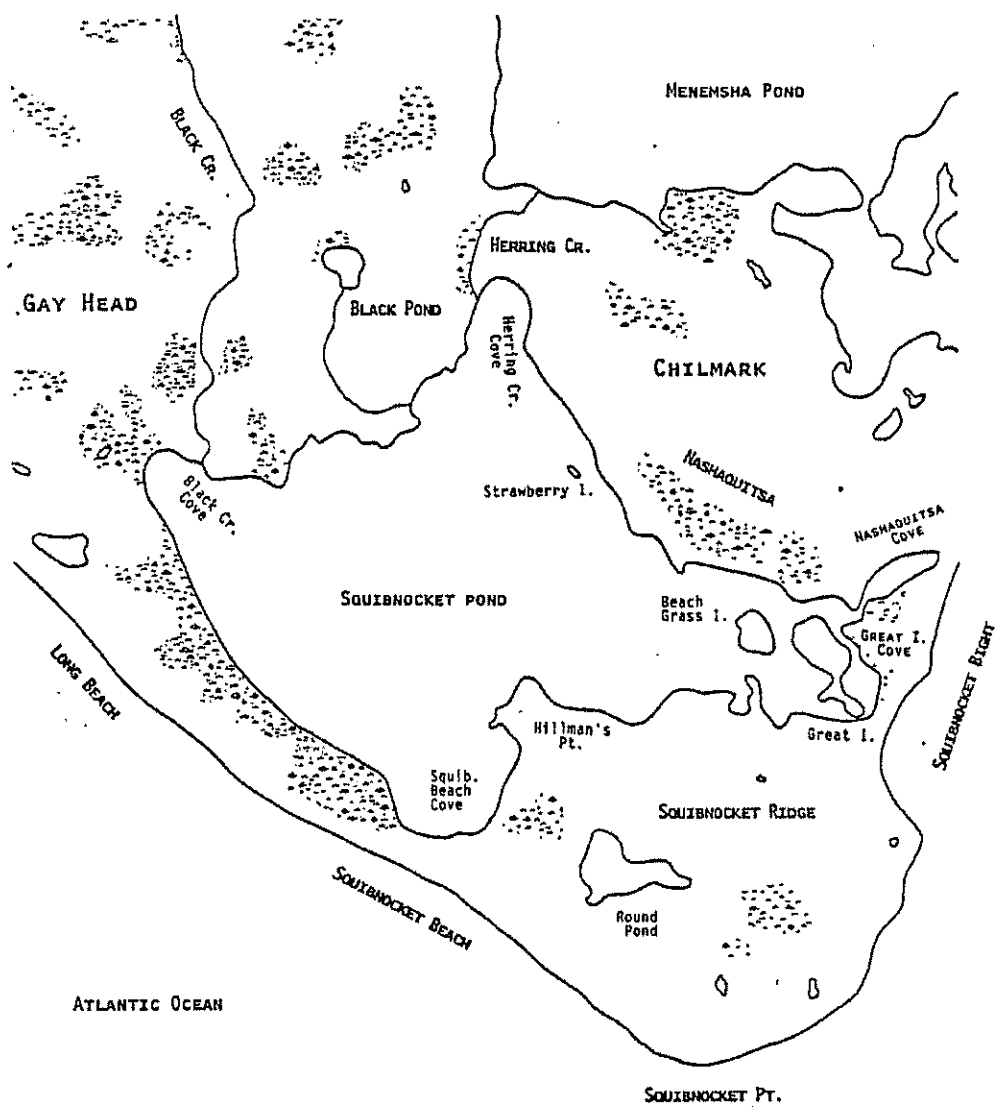 MENEMSHA POND
BLACK CR.
HERRING CR.
GAY HEAD
BLACK POND
Herring Cr.
Cove
CHILMARK
NASHAQUITSA
Black Cr.
Cove
Strawberry I.
NASHAQUITSA
COVE
SQUIBNOCKET POND
Beach
Grass I.
GREAT I.
COVE
LONG BEACH
SQUIBNOCKET BIGHT
Hillman's
Pt.
Great I.
Squib.
Beach
Cove
SQUIBNOCKET RIDGE
SQUIBNOCKET BEACH
Round
Pond
ATLANTIC OCEAN
SQUIBNOCKET PT.